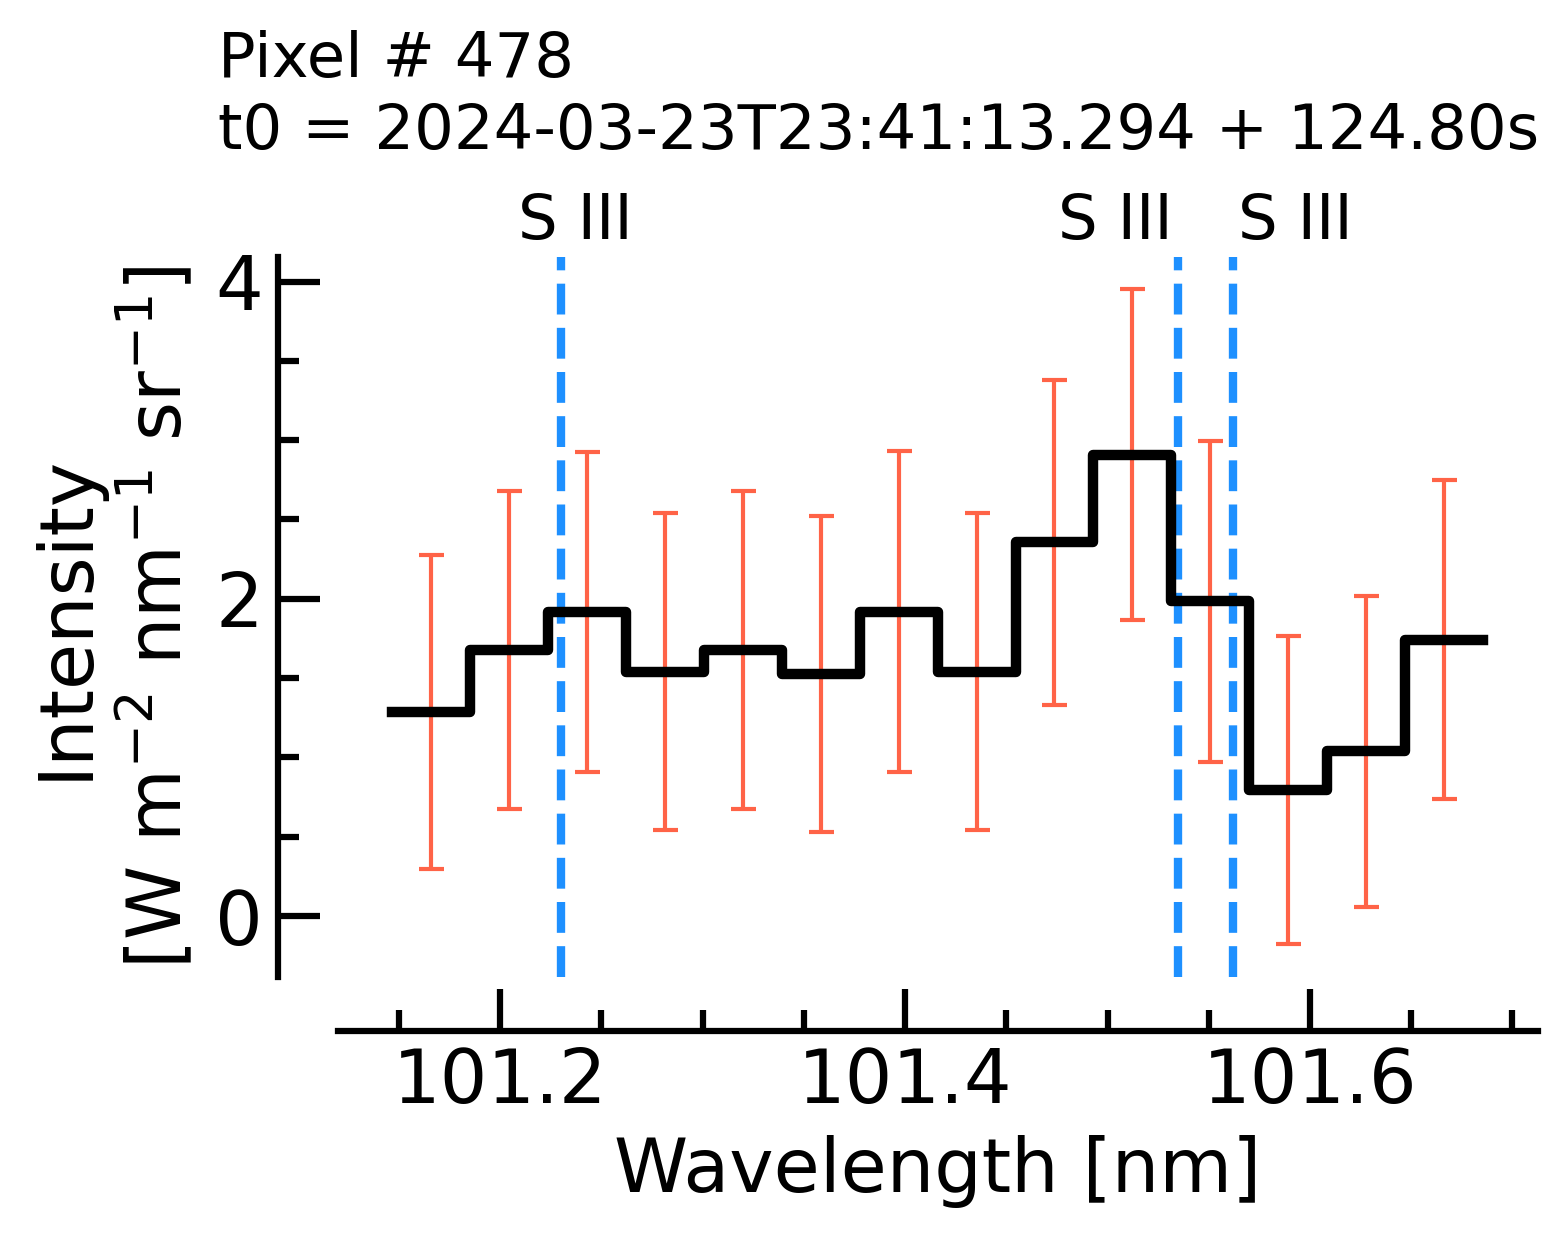 Pixel # 478
t0 = 2024-03-23T23:41:13.294 + 124.80s
S III S III S III
Intensity
[W m⁻² nm⁻¹ sr⁻¹]
4
2
0
101.2 101.4 101.6
Wavelength [nm]